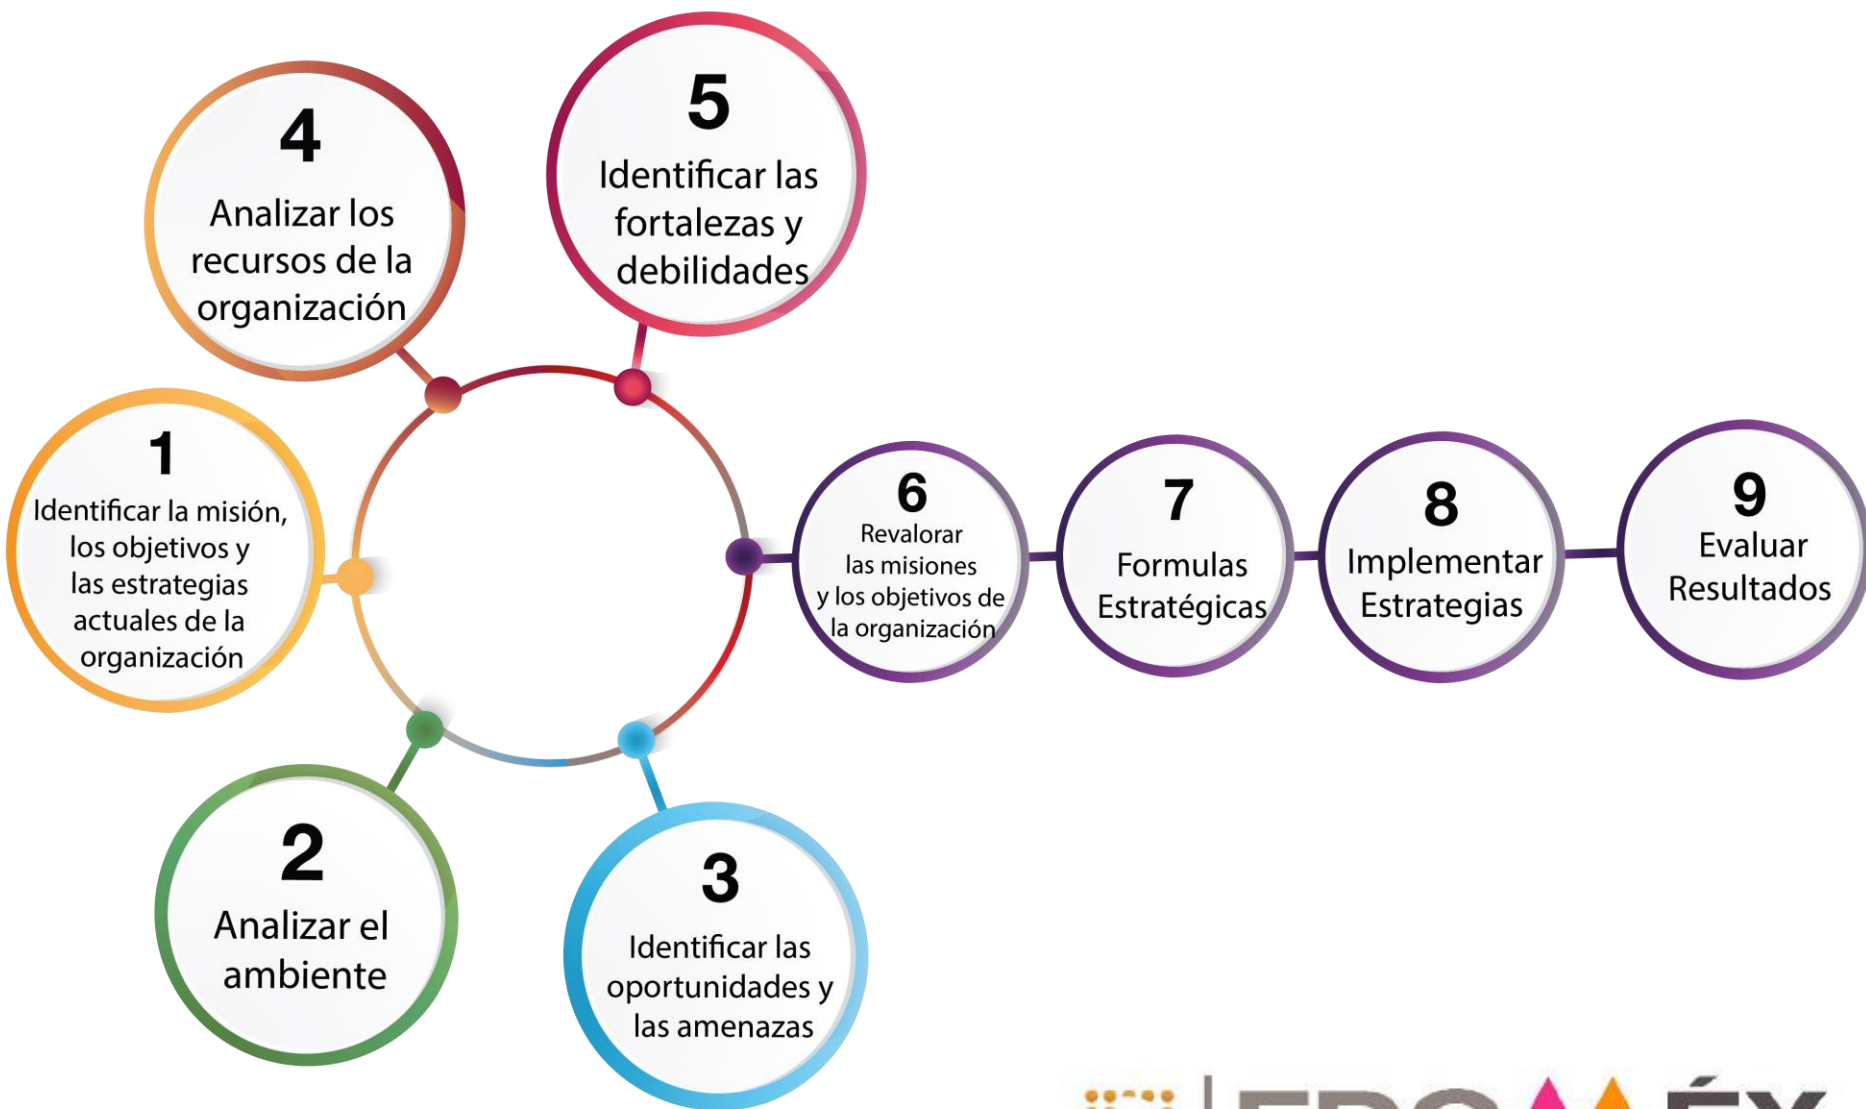 1
Identificar la misión,
los objetivos y
las estrategias
actuales de la
organización
2
Analizar el
ambiente
3
Identificar las
oportunidades y
las amenazas
4
Analizar los
recursos de la
organización
5
Identificar las
fortalezas y
debilidades
6
Revalorar
las misiones
y los objetivos de
la organización
7
Formulas
Estratégicas
8
Implementar
Estrategias
9
Evaluar
Resultados